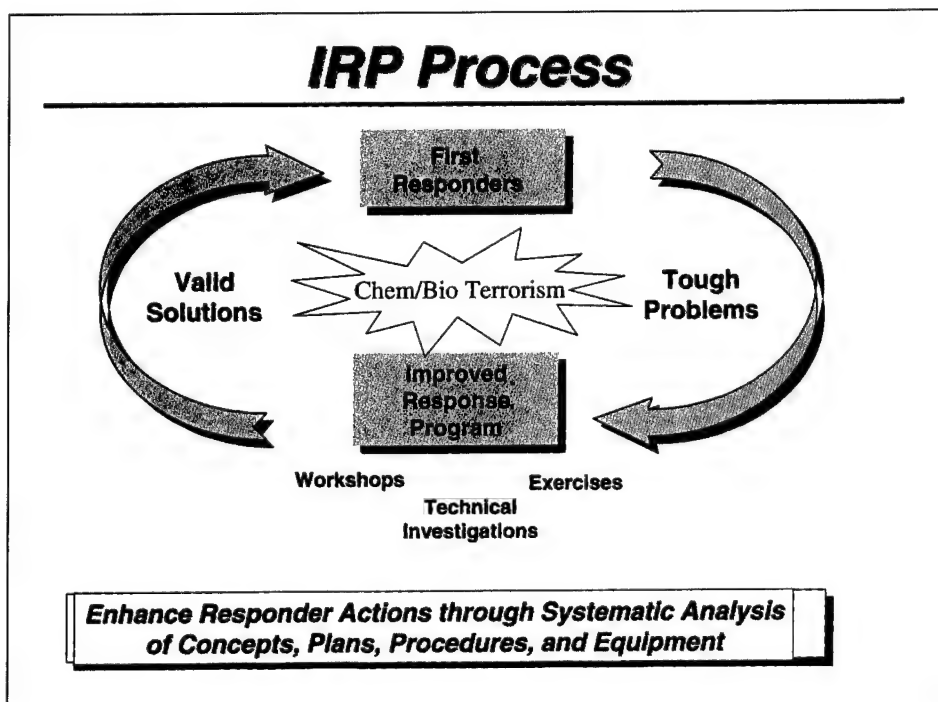 IRP Process
First
Responders
Valid
Solutions
Chem/Bio Terrorism
Tough
Problems
Improved
Response
Program
Workshops
Exercises
Technical
Investigations
Enhance Responder Actions through Systematic Analysis
of Concepts, Plans, Procedures, and Equipment